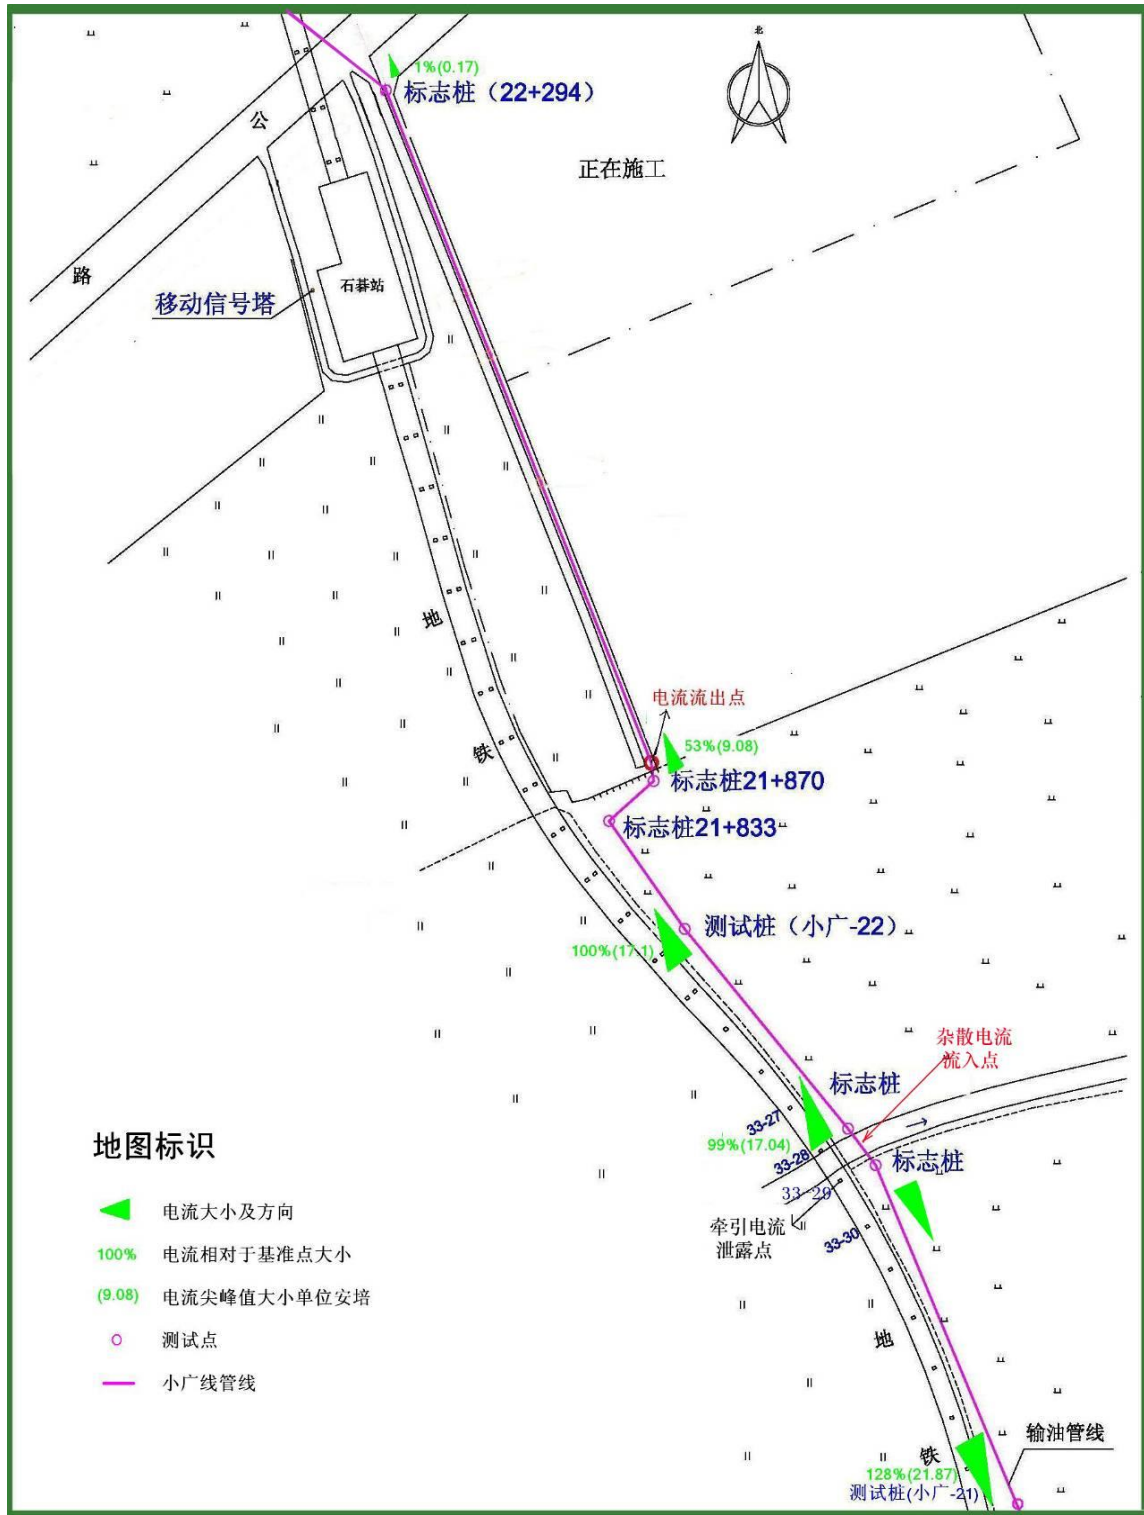 北
1%(0.17)
标志桩（22+294）
公
正在施工
路
石碁站
移动信号塔
地
电流流出点
53%(9.08)
铁
标志桩21+870
标志桩21+833
测试桩（小广-22）
100%(17.1)
杂散电流
流入点
标志桩
33-27
99%(17.04)
33-28
标志桩
33-29
牵引电流
泄露点
33-30
地图标识
电流大小及方向
100% 电流相对于基准点大小
(9.08) 电流尖峰值大小单位安培
测试点
小广线管线
地
铁
输油管线
128%(21.87)
测试桩(小广-21)